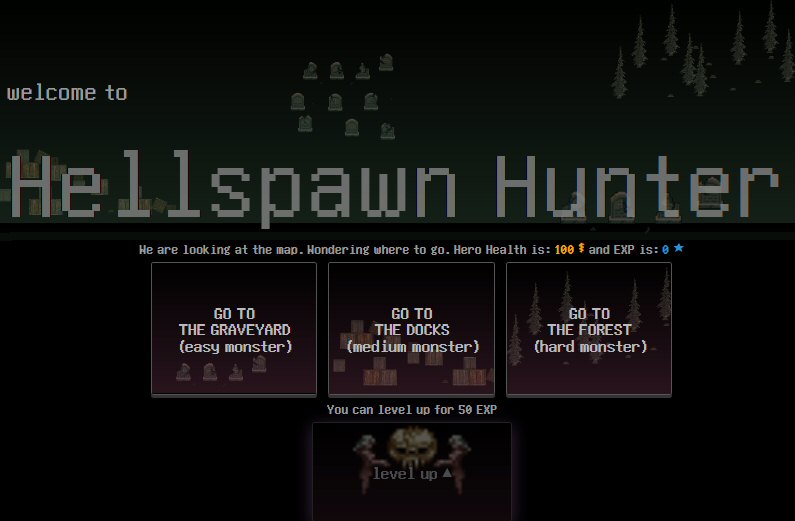 welcome to
Hellspawn Hunter
We are looking at the map. Wondering where to go. Hero Health is: 100 and EXP is: 0
GO TO
THE GRAVEYARD
(easy monster)
GO TO
THE DOCKS
(medium monster)
GO TO
THE FOREST
(hard monster)
You can level up for 50 EXP
level up ▲